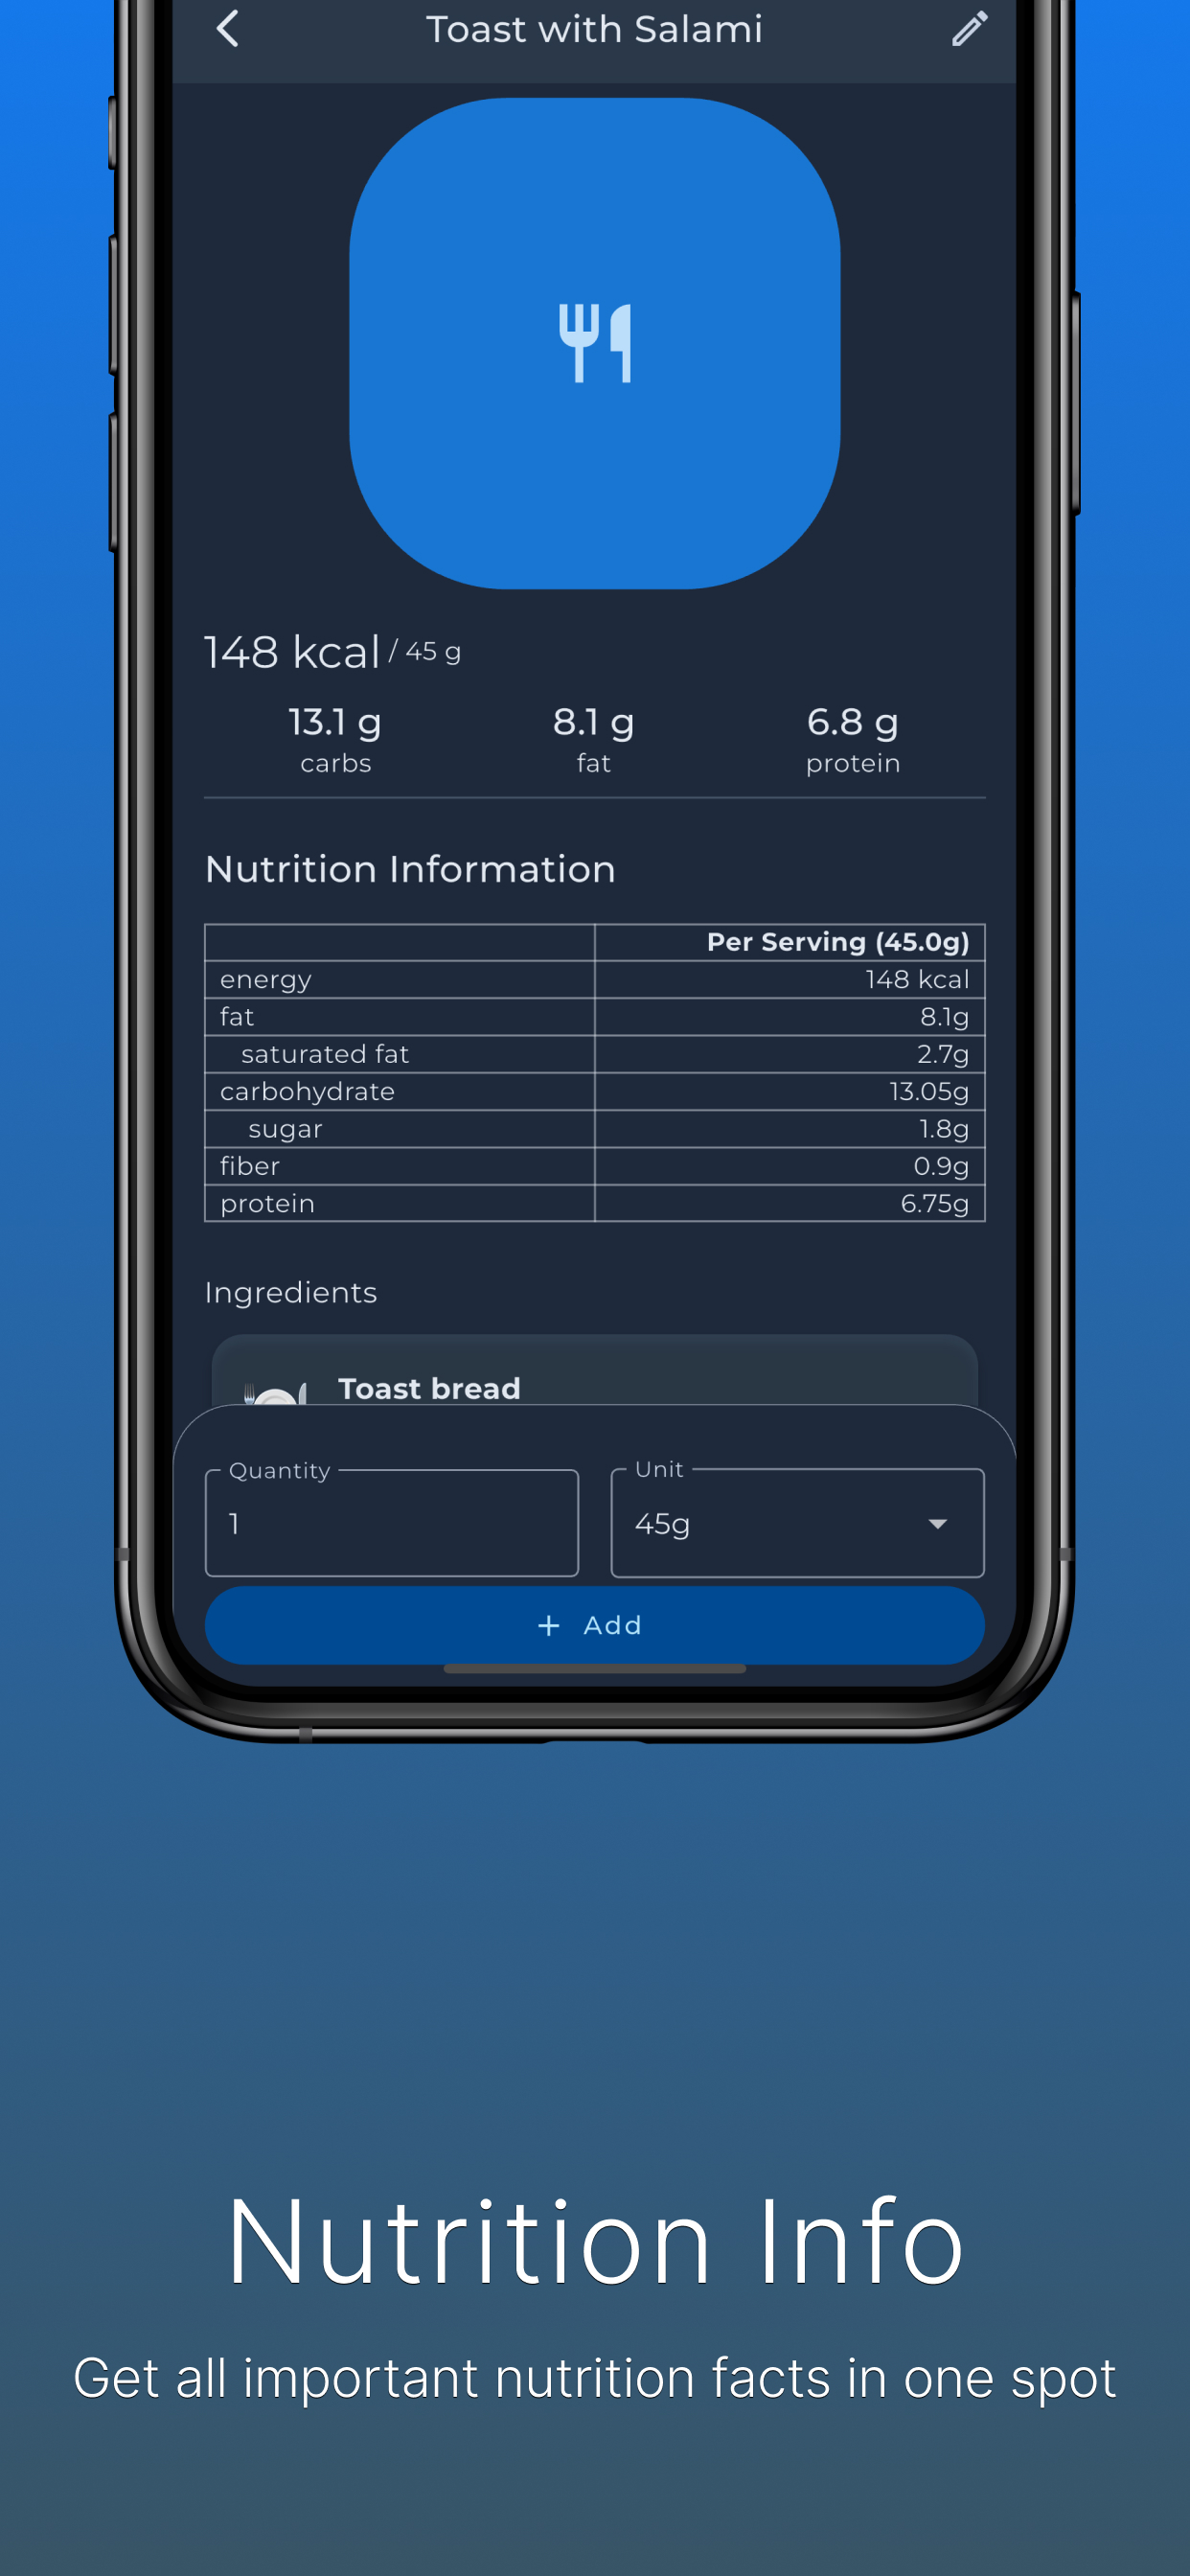 Toast with Salami
148 kcal / 45 g
13.1 g 8.1 g 6.8 g
carbs fat protein
Nutrition Information
Per Serving (45.0g)
energy 148 kcal
fat 8.1g
saturated fat 2.7g
carbohydrate 13.05g
sugar 1.8g
fiber 0.9g
protein 6.75g
Ingredients
Toast bread
Quantity Unit
1 45g
+ Add
Nutrition Info
Get all important nutrition facts in one spot